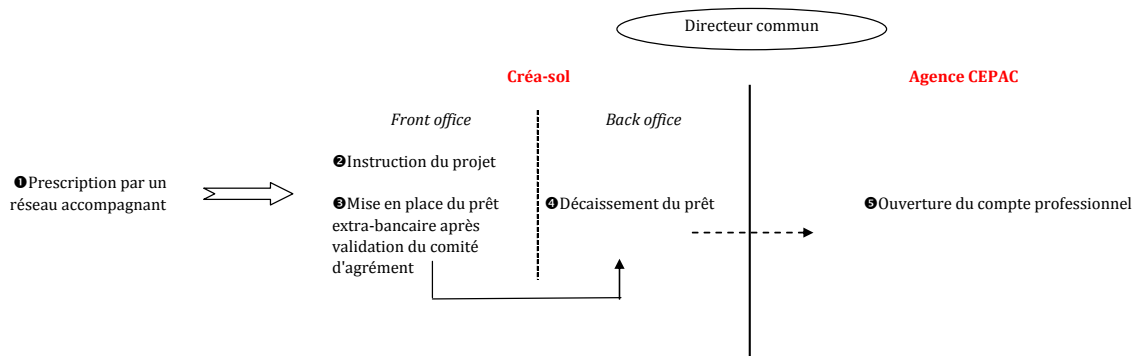 Directeur commun
Créa-sol
Agence CEPAC
Front office
Back office
❷Instruction du projet
❶Prescription par un
réseau accompagnant
❸Mise en place du prêt
extra-bancaire après
validation du comité
d'agrément
❹Décaissement du prêt
❺Ouverture du compte professionnel